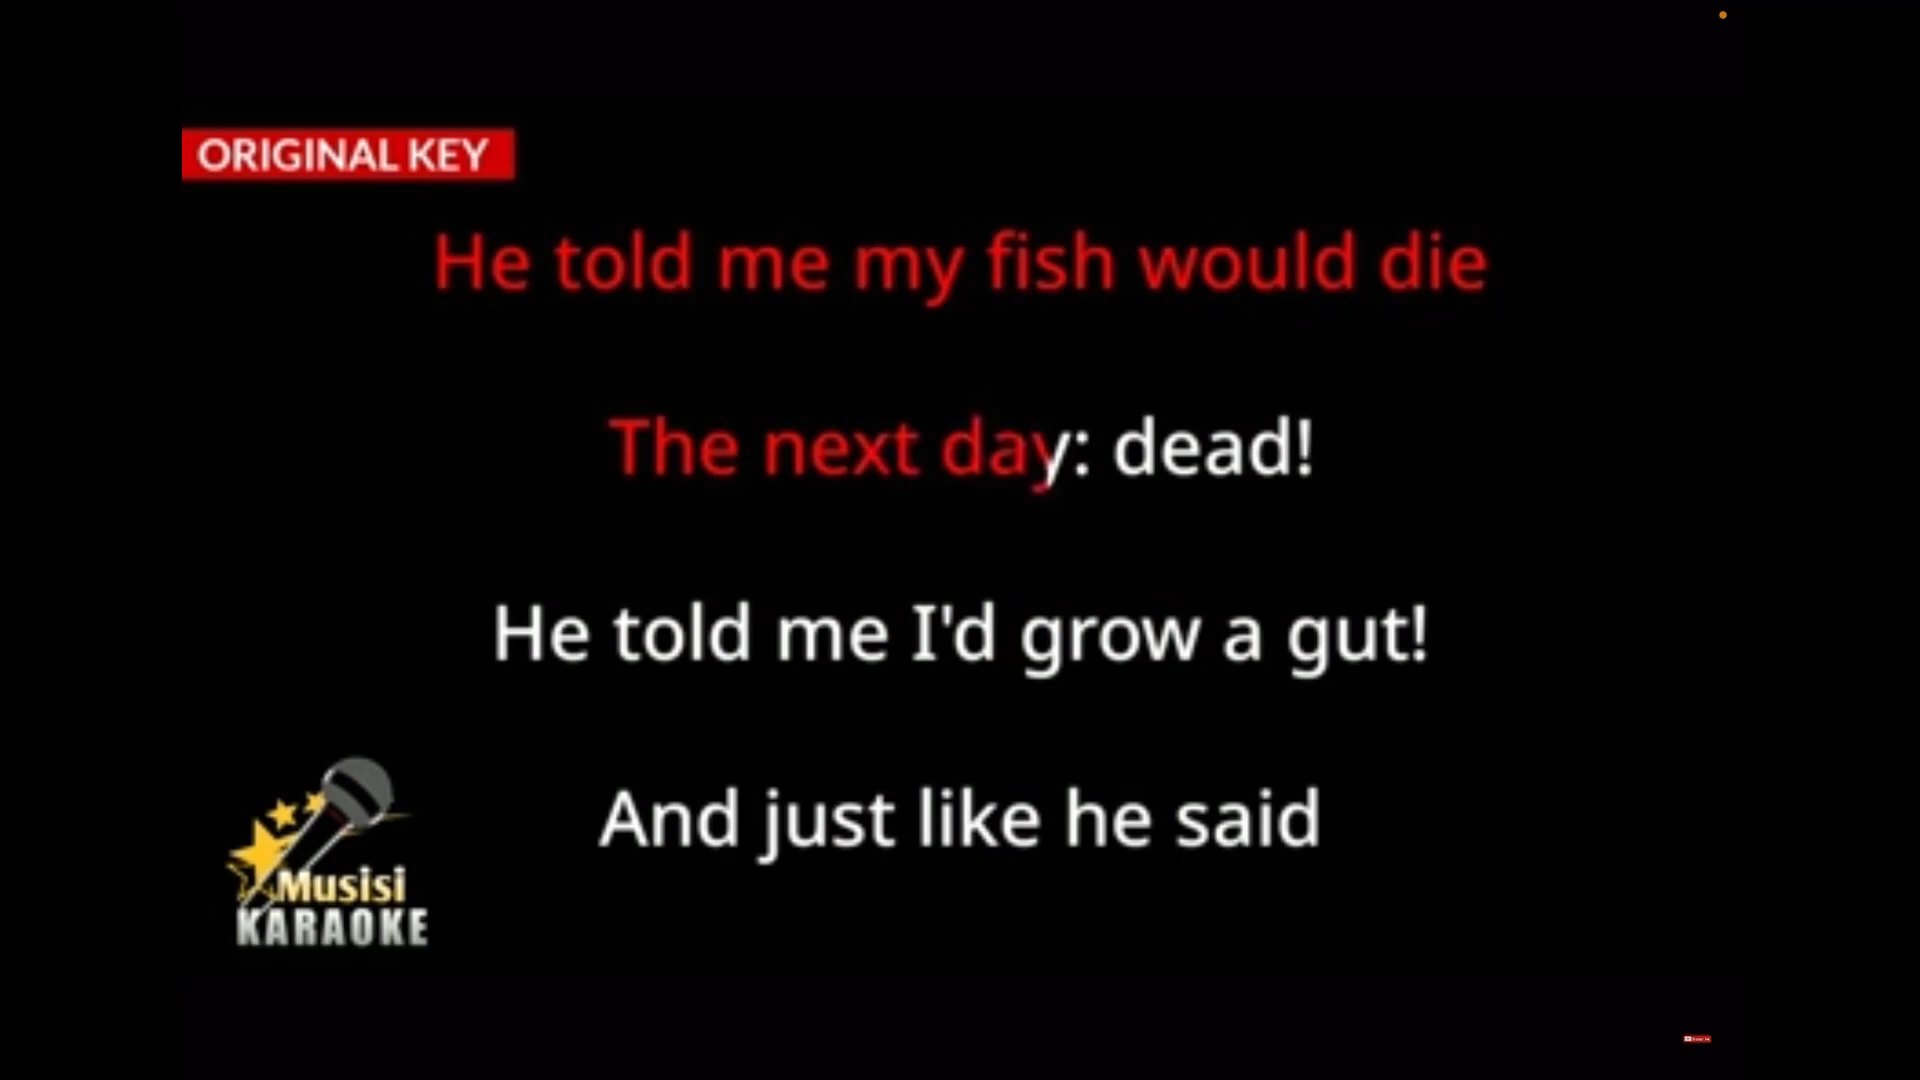 ORIGINAL KEY
He told me my fish would die
The next day: dead!
He told me I'd grow a gut!
And just like he said
Musisi
KARAOKE